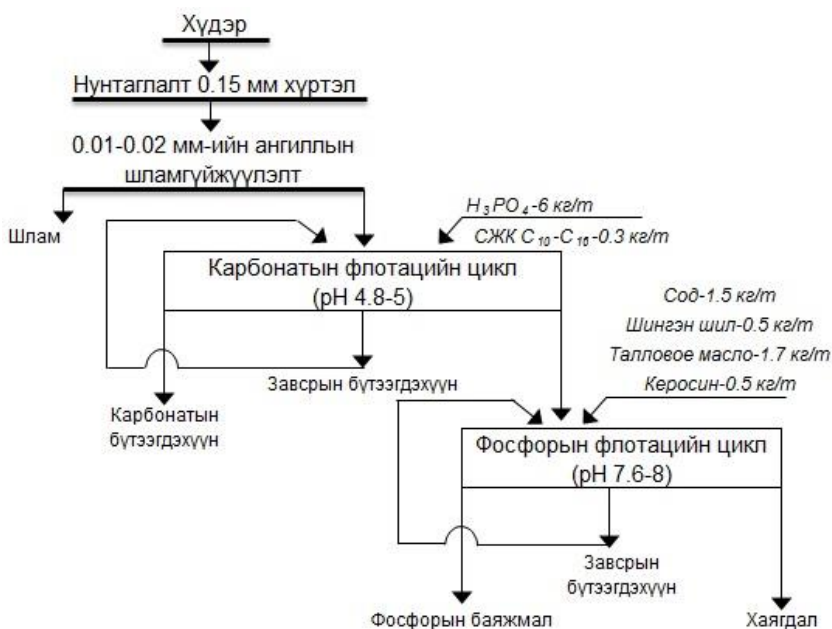 Хүдэр
Нунтаглалт 0.15 мм хүртэл
0.01-0.02 мм-ийн ангиллын
шламгүйжүүлэлт
Шлам
H₃PO₄-6 кг/т
СЖК C₁₀-C₁₆-0.3 кг/т
Карбонатын флотацийн цикл
(pH 4.8-5)
Сод-1.5 кг/т
Шингэн шил-0.5 кг/т
Талловое масло-1.7 кг/т
Керосин-0.5 кг/т
Завсрын бүтээгдэхүүн
Карбонатын
бүтээгдэхүүн
Фосфорын флотацийн цикл
(pH 7.6-8)
Завсрын
бүтээгдэхүүн
Фосфорын баяжмал
Хаягдал